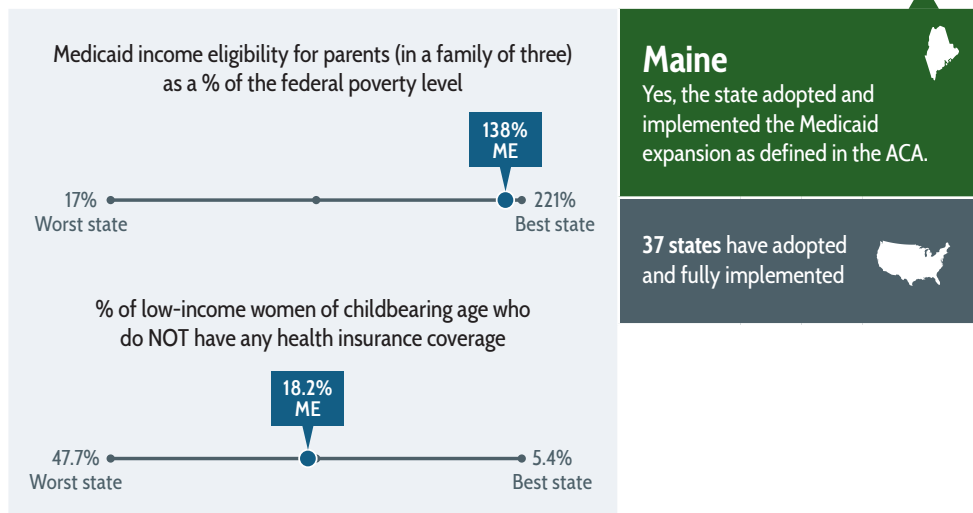 Medicaid income eligibility for parents (in a family of three)
as a % of the federal poverty level
138%
ME
17%
Worst state
221%
Best state
% of low-income women of childbearing age who
do NOT have any health insurance coverage
18.2%
ME
47.7%
Worst state
5.4%
Best state
Maine
Yes, the state adopted and
implemented the Medicaid
expansion as defined in the ACA.
37 states have adopted
and fully implemented